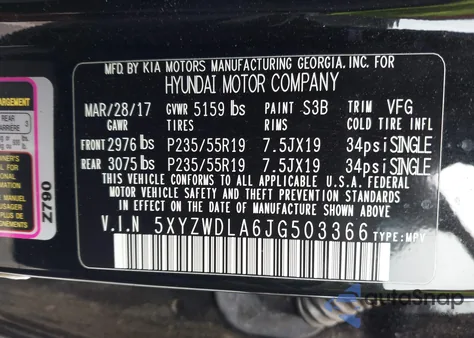 MFD. BY KIA MOTORS MANUFACTURING GEORGIA. INC. FOR
HYUNDAI MOTOR COMPANY
MAR/28/17 GVWR 5159 lbs PAINT S3B TRIM VFG
GAWR TIRES RIMS COLD TIRE INFL
FRONT 2976 lbs P235/55R19 7.5JX19 34psi SINGLE
REAR 3075 lbs P235/55R19 7.5JX19 34psi SINGLE
THIS VEHICLE CONFORMS TO ALL APPLICABLE U.S.A. FEDERAL
MOTOR VEHICLE SAFETY, BUMPER, AND THEFT PREVENTION STANDARDS
IN EFFECT ON THE DATE OF MANUFACTURE SHOWN ABOVE.
V.I.N 5XYZWDLA6JG503366 TYPE:MPV
REAR
Z790
autoSnap